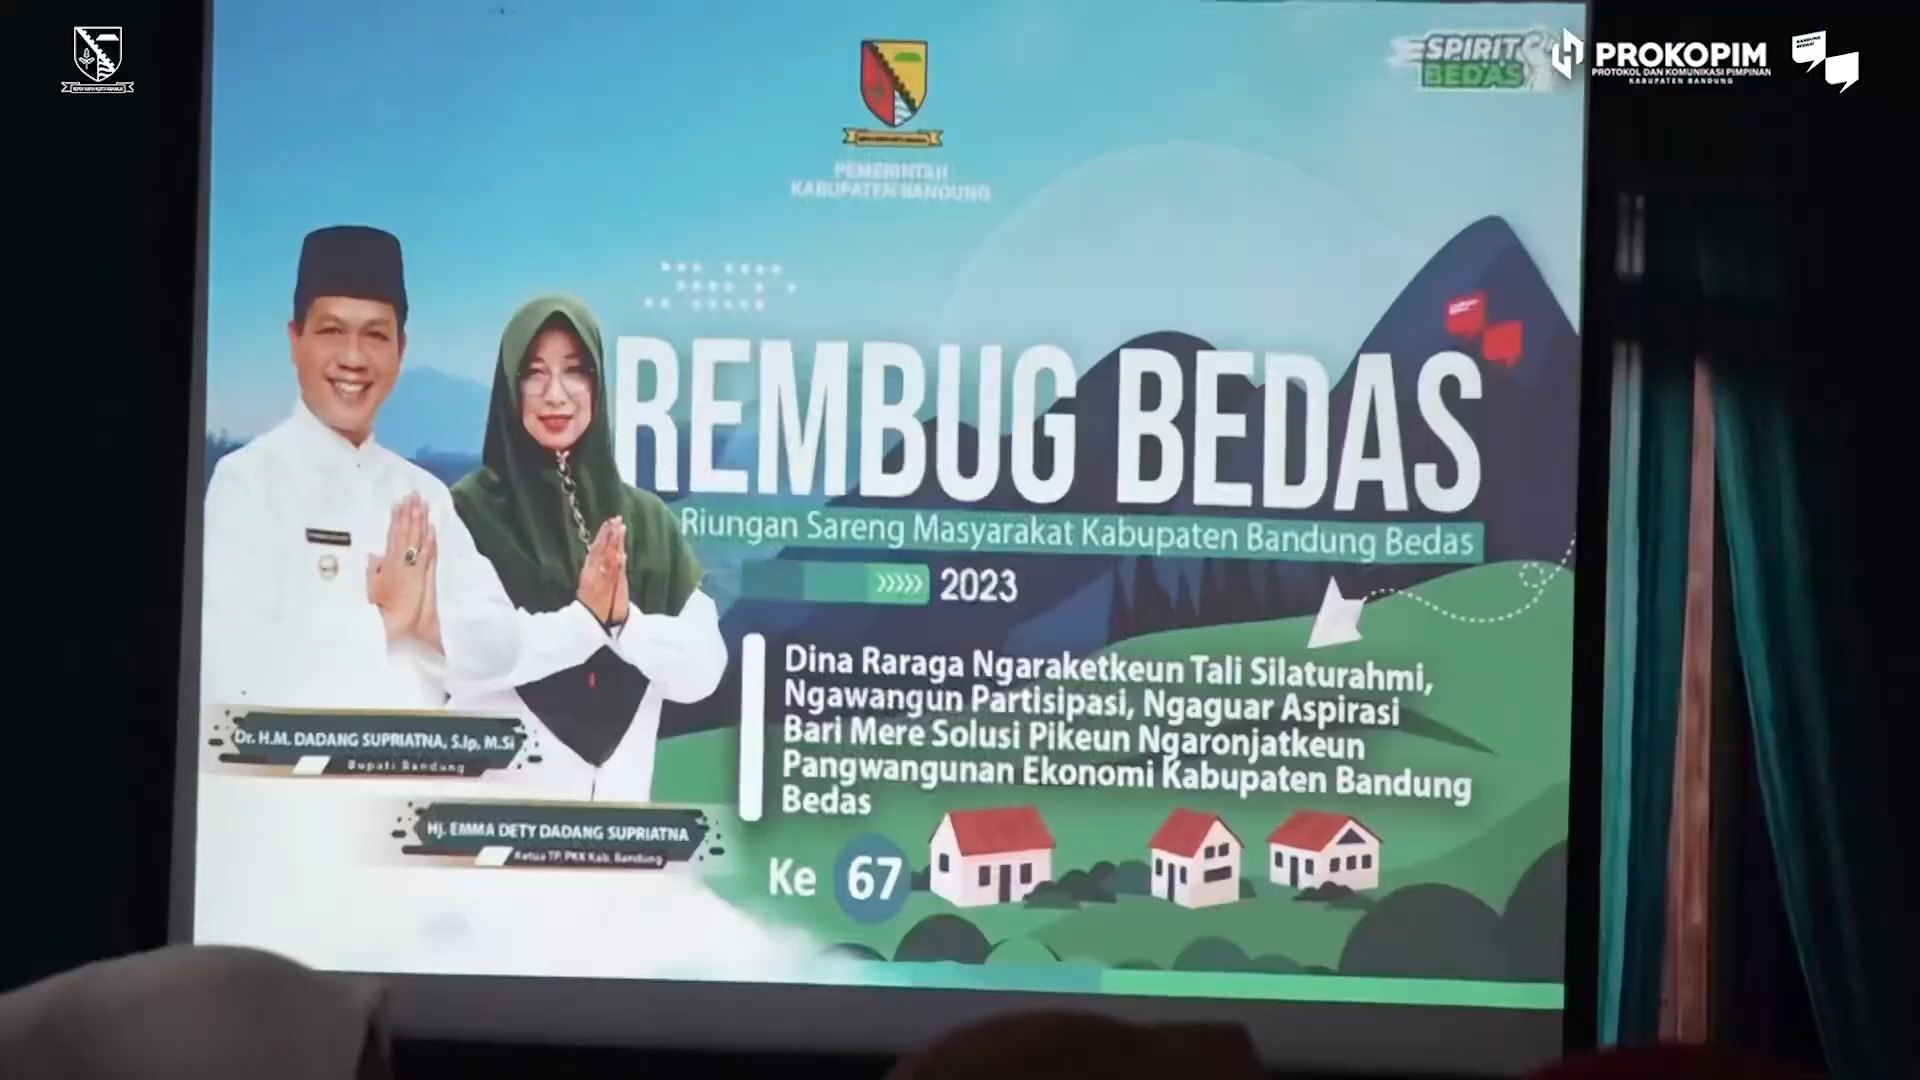 SPIRIT
BEDAS
PROKOPIM
PROTOKOL DAN KOMUNIKASI PIMPINAN
KABUPATEN BANDUNG
PEMERINTAH
KABUPATEN BANDUNG
REMBUG BEDAS
Riungan Sareng Masyarakat Kabupaten Bandung Bedas
2023
Dina Raraga Ngaraketkeun Tali Silaturahmi,
Ngawangun Partisipasi, Ngaguar Aspirasi
Bari Mere Solusi Pikeun Ngaronjatkeun
Pangwangunan Ekonomi Kabupaten Bandung
Bedas
Dr. H.M. DADANG SUPRIATNA, S.Ip, M.Si
Bupati Bandung
Hj. EMMA DETY DADANG SUPRIATNA
Ketua TP. PKK Kab. Bandung
Ke 67